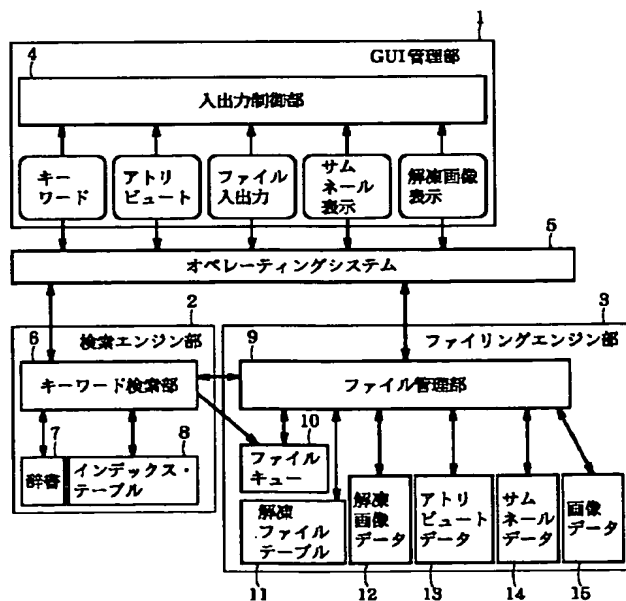 1
GUI管理部
4
入出力制御部
キー
ワード
アトリ
ビュート
ファイル
入出力
サム
ネール
表示
解凍画像
表示
5
オペレーティングシステム
2
検索エンジン部
6
キーワード検索部
7
辞書
8
インデックス・
テーブル
3
ファイリングエンジン部
9
ファイル管理部
10
ファイル
キュー
解凍
ファイル
テーブル
11
解凍
画像
データ
12
アトリ
ビュート
データ
13
サム
ネール
データ
14
画像
データ
15